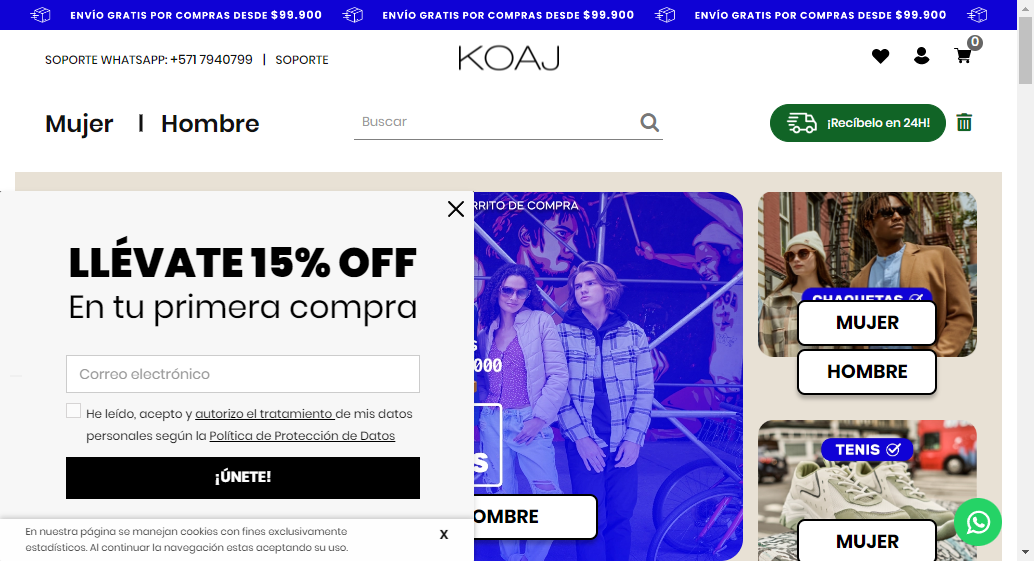 ENVÍO GRATIS POR COMPRAS DESDE $99.900 ENVÍO GRATIS POR COMPRAS DESDE $99.900 ENVÍO GRATIS POR COMPRAS DESDE $99.900
SOPORTE WHATSAPP: +571 7940799 | SOPORTE
KOAJ
0
Mujer | Hombre
Buscar
¡Recíbelo en 24H!
RRITO DE COMPRA
LLÉVATE 15% OFF
En tu primera compra
Correo electrónico
He leído, acepto y autorizo el tratamiento de mis datos
personales según la Política de Protección de Datos
¡ÚNETE!
En nuestra página se manejan cookies con fines exclusivamente
estadísticos. Al continuar la navegación estas aceptando su uso.
X
OMBRE
CHAQUETAS
MUJER
HOMBRE
TENIS
MUJER